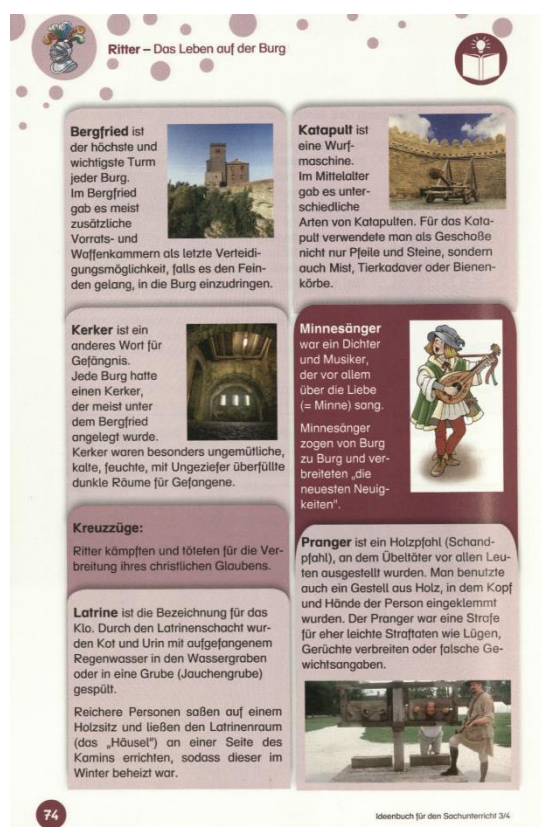 Ritter – Das Leben auf der Burg
Bergfried ist
der höchste und
wichtigste Turm
jeder Burg.
Im Bergfried
gab es meist
zusätzliche
Vorrats- und
Waffenkammern als letzte Verteidi-
gungsmöglichkeit, falls es den Fein-
den gelang, in die Burg einzudringen.
Kerker ist ein
anderes Wort für
Gefängnis.
Jede Burg hatte
einen Kerker,
der meist unter
dem Bergfried
angelegt wurde.
Kerker waren besonders ungemütliche,
kalte, feuchte, mit Ungeziefer überfüllte
dunkle Räume für Gefangene.
Kreuzzüge:
Ritter kämpften und töteten für die Ver-
breitung ihres christlichen Glaubens.
Latrine ist die Bezeichnung für das
Klo. Durch den Latrinenschacht wur-
den Kot und Urin mit aufgefangenem
Regenwasser in den Wassergraben
oder in eine Grube (Jauchengrube)
gespült.
Reichere Personen saßen auf einem
Holzsitz und ließen den Latrinenraum
(das „Häusel“) an einer Seite des
Kamins errichten, sodass dieser im
Winter beheizt war.
Katapult ist
eine Wurf-
maschine.
Im Mittelalter
gab es unter-
schiedliche
Arten von Katapulten. Für das Kata-
pult verwendete man als Geschoße
nicht nur Pfeile und Steine, sondern
auch Mist, Tierkadaver oder Bienen-
körbe.
Minnesänger
war ein Dichter
und Musiker,
der vor allem
über die Liebe
(= Minne) sang.
Minnesänger
zogen von Burg
zu Burg und ver-
breiteten „die
neuesten Neuig-
keiten“.
Pranger ist ein Holzpfahl (Schand-
pfahl), an dem Übeltäter vor allen Leu-
ten ausgestellt wurden. Man benutzte
auch ein Gestell aus Holz, in dem Kopf
und Hände der Person eingeklemmt
wurden. Der Pranger war eine Strafe
für eher leichte Straftaten wie Lügen,
Gerüchte verbreiten oder falsche Ge-
wichtsangaben.
74
Ideenbuch für den Sachunterricht 3/4